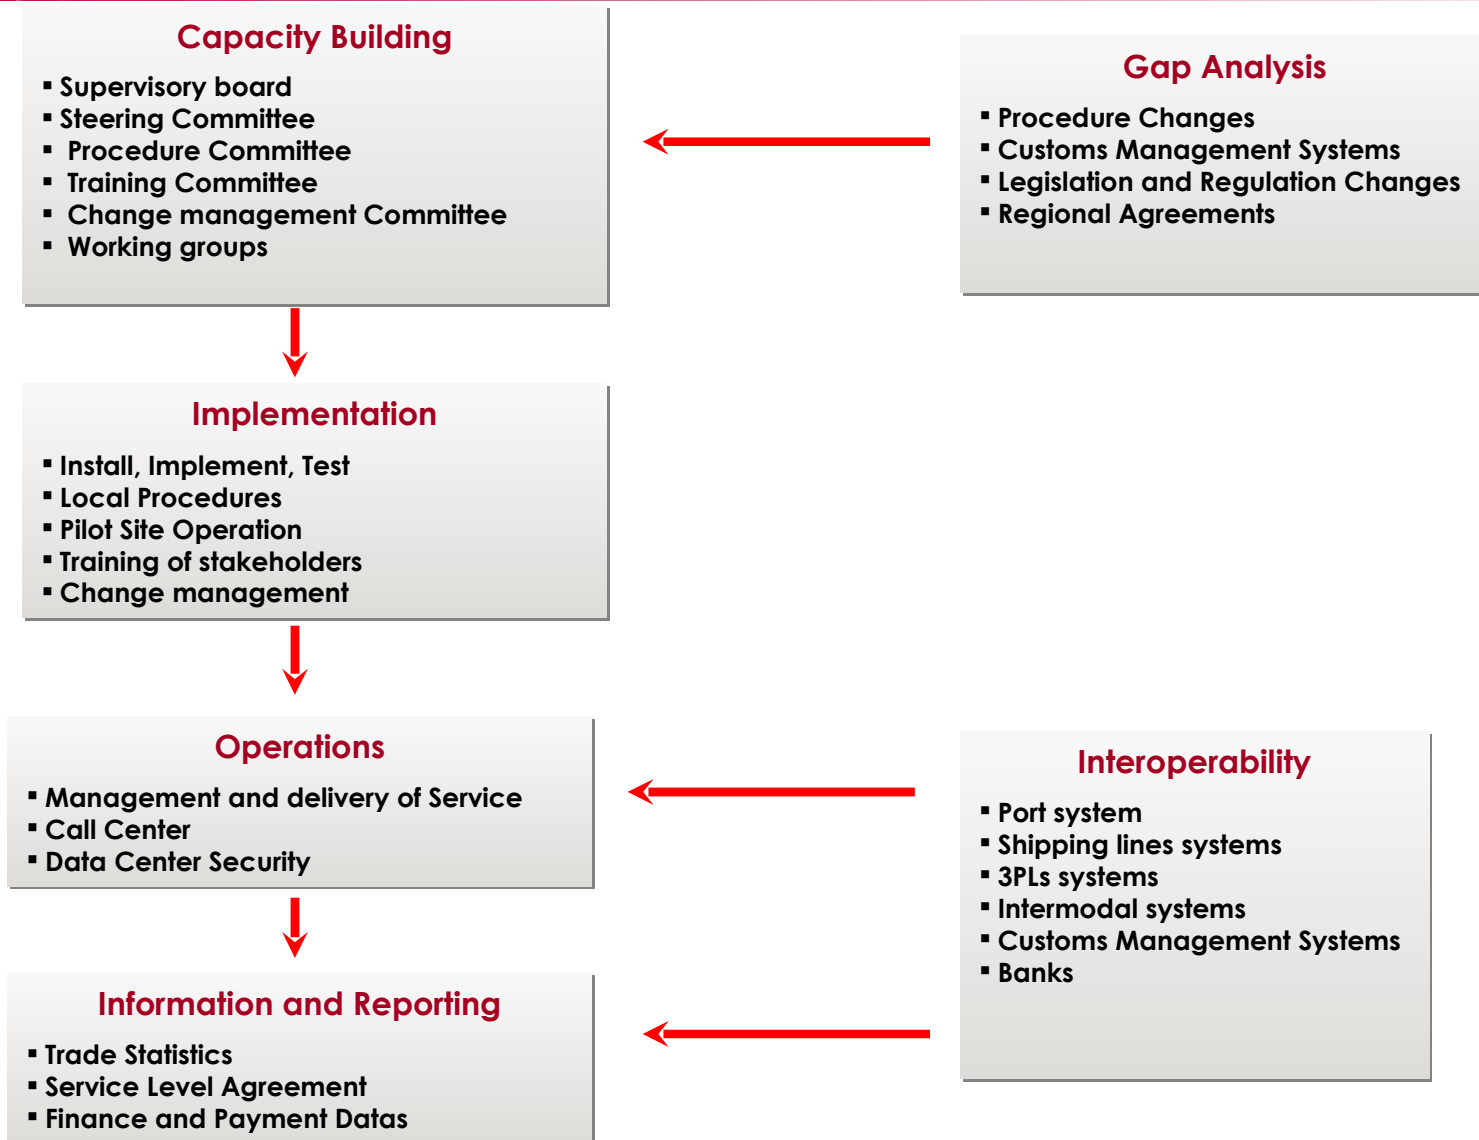 Capacity Building
▪ Supervisory board
▪ Steering Committee
▪ Procedure Committee
▪ Training Committee
▪ Change management Committee
▪ Working groups
Gap Analysis
▪ Procedure Changes
▪ Customs Management Systems
▪ Legislation and Regulation Changes
▪ Regional Agreements
Implementation
▪ Install, Implement, Test
▪ Local Procedures
▪ Pilot Site Operation
▪ Training of stakeholders
▪ Change management
Operations
▪ Management and delivery of Service
▪ Call Center
▪ Data Center Security
Interoperability
▪ Port system
▪ Shipping lines systems
▪ 3PLs systems
▪ Intermodal systems
▪ Customs Management Systems
▪ Banks
Information and Reporting
▪ Trade Statistics
▪ Service Level Agreement
▪ Finance and Payment Datas